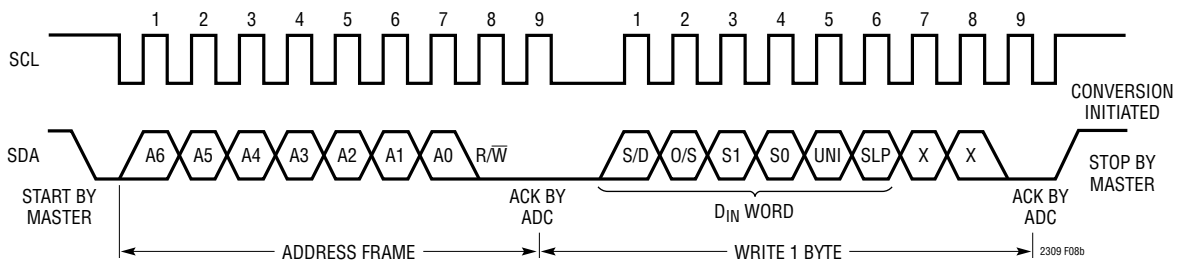 1 2 3 4 5 6 7 8 9 1 2 3 4 5 6 7 8 9
SCL
CONVERSION
INITIATED
SDA A6 A5 A4 A3 A2 A1 A0 R/W̅ S/D O/S S1 S0 UNI SLP X X
START BY
MASTER
ACK BY
ADC
DIN WORD
ACK BY
ADC
STOP BY
MASTER
ADDRESS FRAME WRITE 1 BYTE 2309 F08b